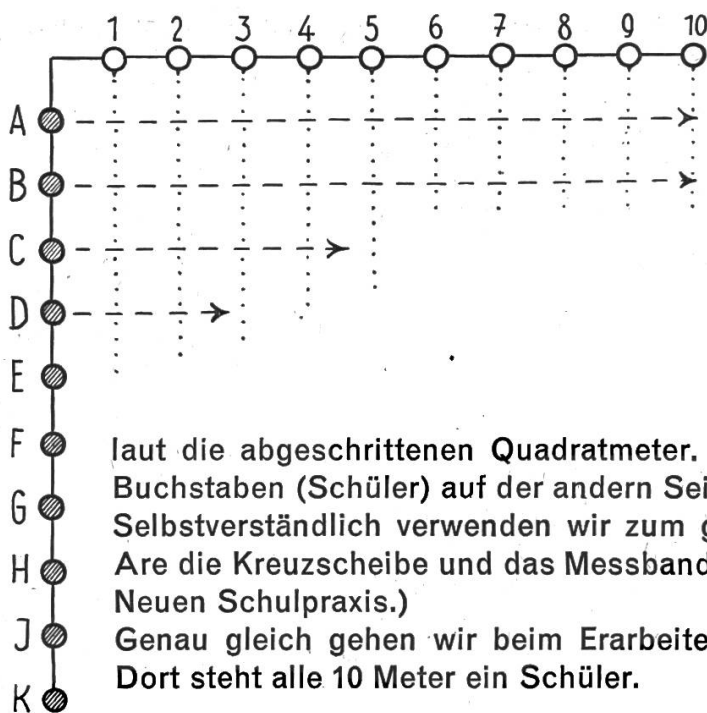 1 2 3 4 5 6 7 8 9 10
A
B
C
D
E
F
laut die abgeschrittenen Quadratmeter.
G
Buchstaben (Schüler) auf der andern Sei
Selbstverständlich verwenden wir zum g
H
Are die Kreuzscheibe und das Messband
Neuen Schulpraxis.)
J
Genau gleich gehen wir beim Erarbeite
K
Dort steht alle 10 Meter ein Schüler.